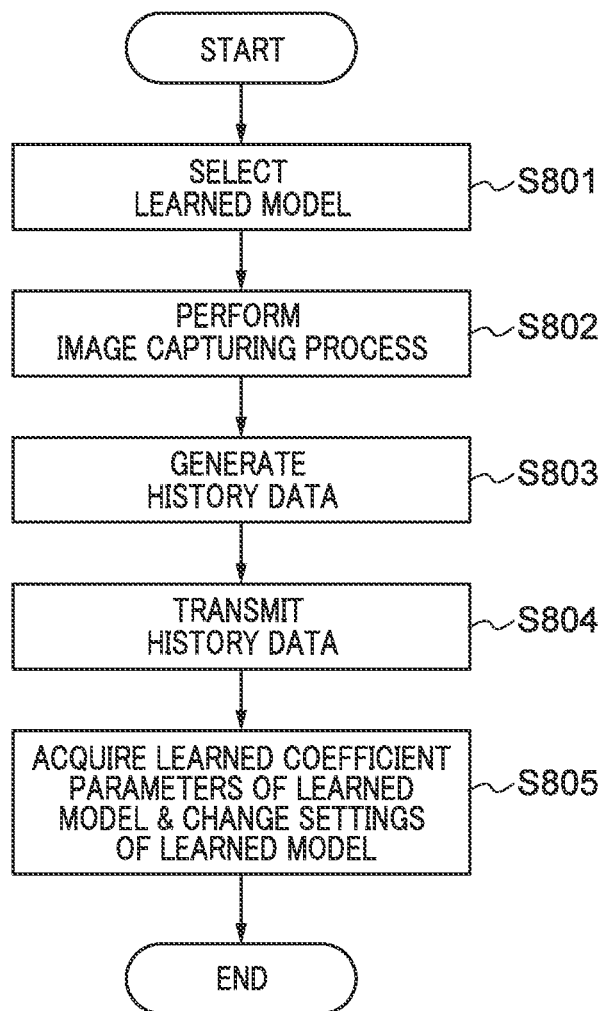 START
SELECT
LEARNED MODEL
S801
PERFORM
IMAGE CAPTURING PROCESS
S802
GENERATE
HISTORY DATA
S803
TRANSMIT
HISTORY DATA
S804
ACQUIRE LEARNED COEFFICIENT
PARAMETERS OF LEARNED
MODEL & CHANGE SETTINGS
OF LEARNED MODEL
S805
END